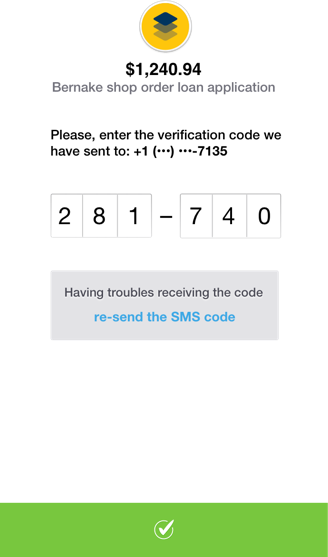 $1,240.94
Bernake shop order loan application
Please, enter the verification code we
have sent to: +1 (•••) •••-7135
2 8 1 – 7 4 0
Having troubles receiving the code
re-send the SMS code